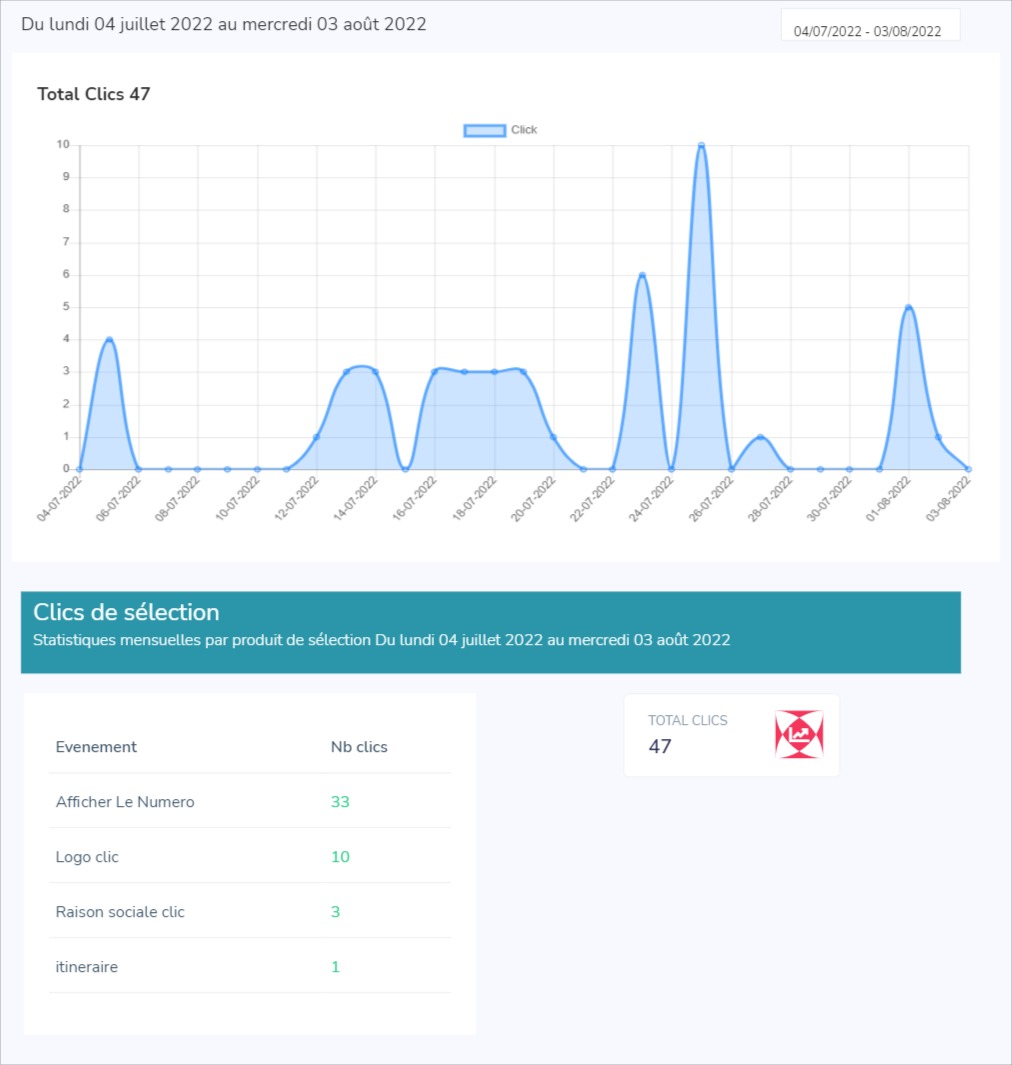 Du lundi 04 juillet 2022 au mercredi 03 août 2022
04/07/2022 - 03/08/2022
Total Clics 47
Click
10
9
8
7
6
5
4
3
2
1
0
04-07-2022
06-07-2022
08-07-2022
10-07-2022
12-07-2022
14-07-2022
16-07-2022
18-07-2022
20-07-2022
22-07-2022
24-07-2022
26-07-2022
28-07-2022
30-07-2022
01-08-2022
03-08-2022
Clics de sélection
Statistiques mensuelles par produit de sélection Du lundi 04 juillet 2022 au mercredi 03 août 2022
Evenement Nb clics
Afficher Le Numero 33
Logo clic 10
Raison sociale clic 3
itineraire 1
TOTAL CLICS
47